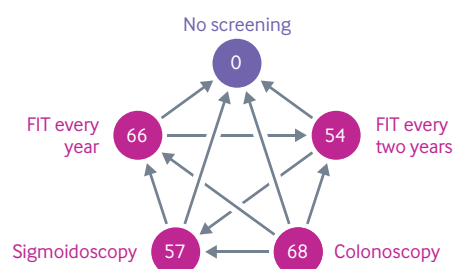 No screening
0
FIT every
year
66
54
FIT every
two years
Sigmoidoscopy
57
68
Colonoscopy